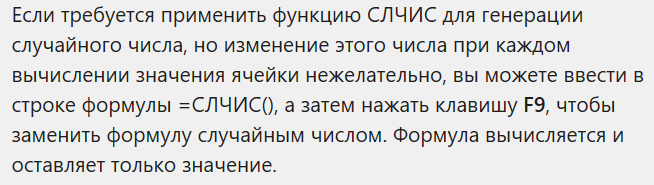 Если требуется применить функцию СЛЧИС для генерации
случайного числа, но изменение этого числа при каждом
вычислении значения ячейки нежелательно, вы можете ввести в
строке формулы =СЛЧИС(), а затем нажать клавишу F9, чтобы
заменить формулу случайным числом. Формула вычисляется и
оставляет только значение.